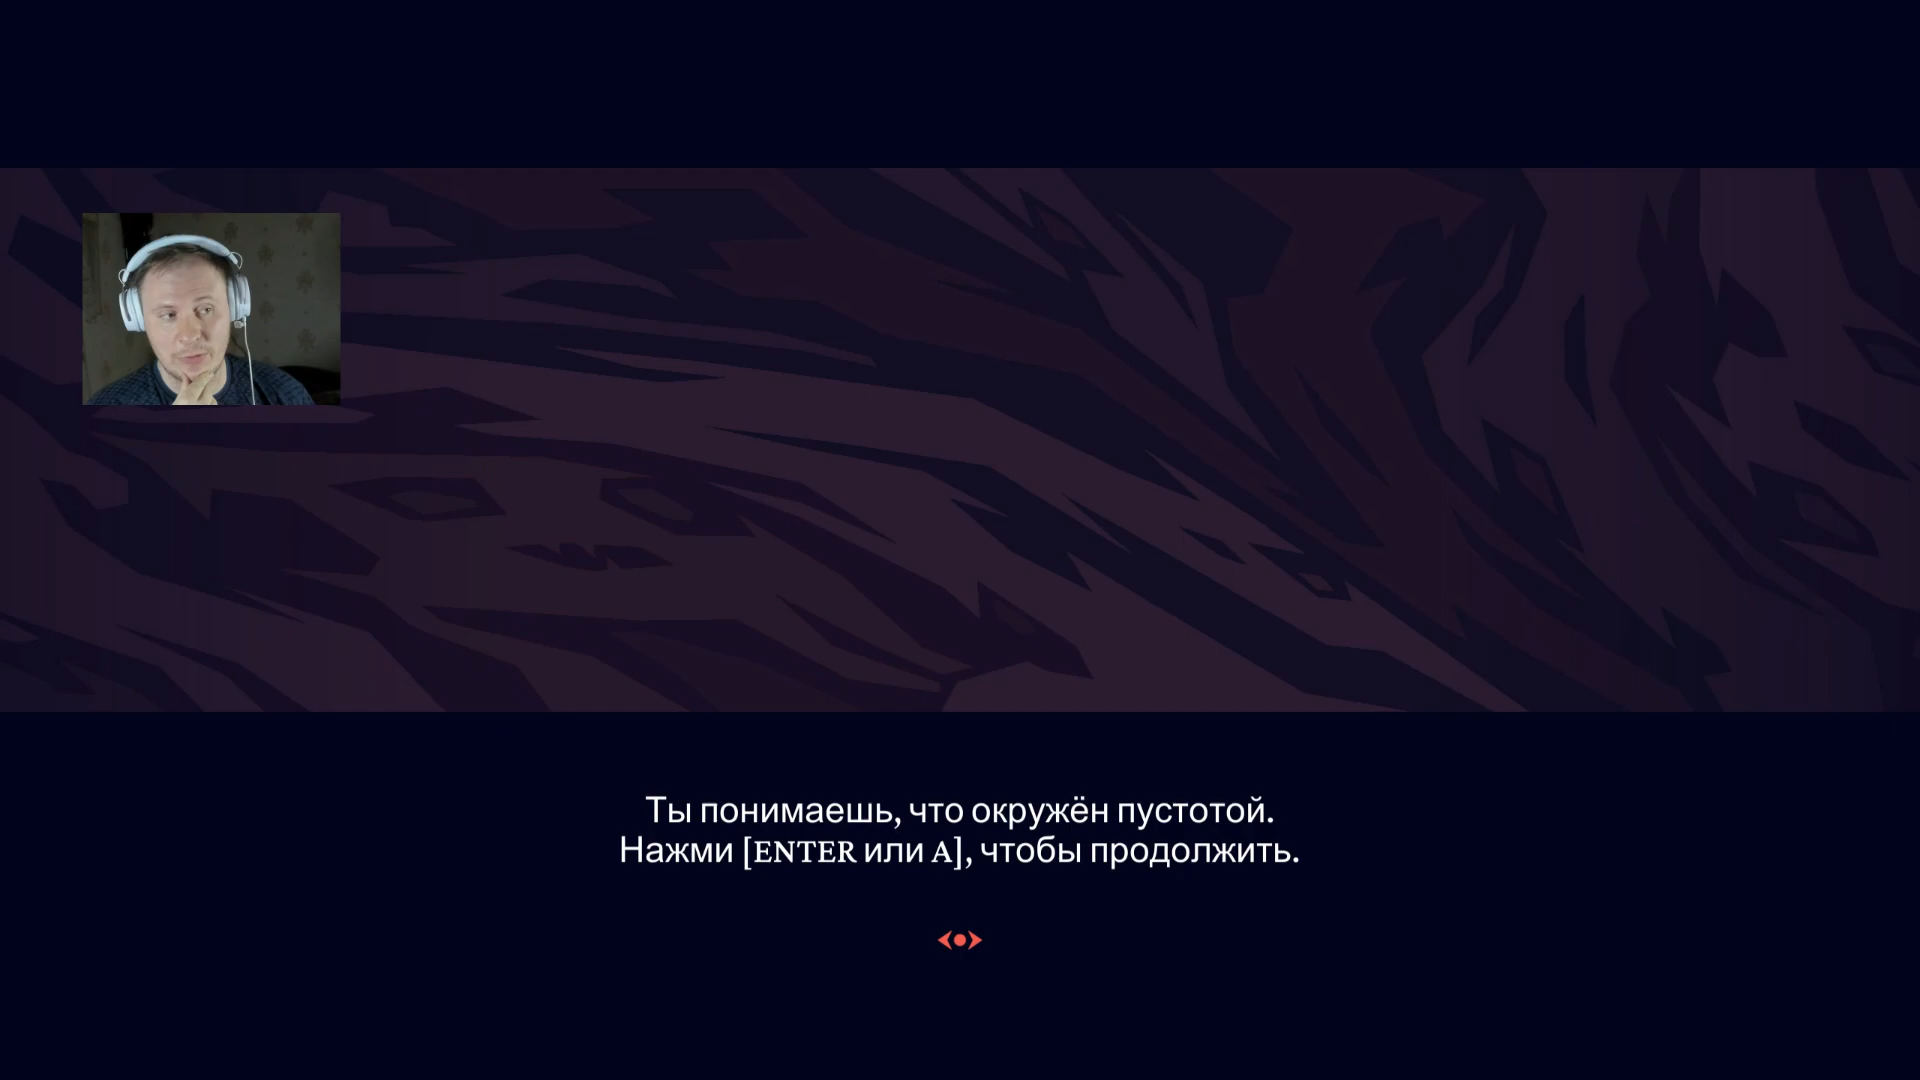 Ты понимаешь, что окружён пустотой.
Нажми [ENTER или A], чтобы продолжить.